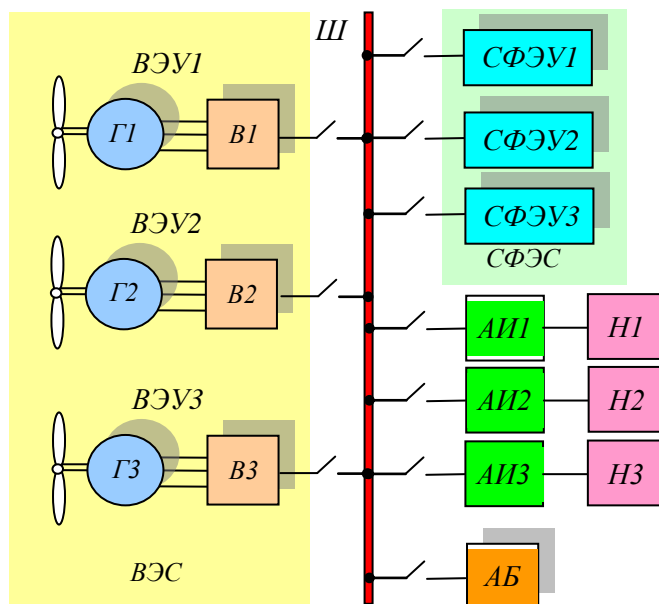 Ш
ВЭУ1
Г1
В1
ВЭУ2
Г2
В2
ВЭУ3
Г3
В3
ВЭС
СФЭУ1
СФЭУ2
СФЭУ3
СФЭС
АИ1
Н1
АИ2
Н2
АИ3
Н3
АБ